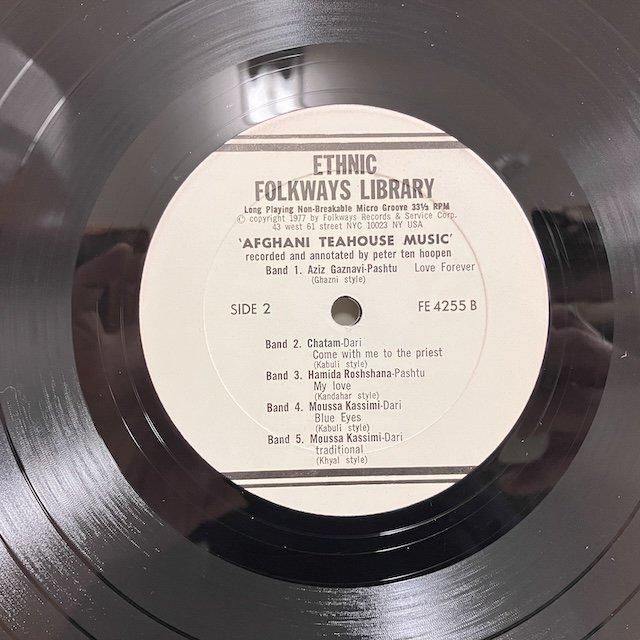 ETHNIC
FOLKWAYS LIBRARY
Long Playing Non-Breakable Micro Groove 33⅓ RPM
© copyright 1977 by Folkways Records & Service Corp.
43 west 61 street NYC 10023 NY USA
'AFGHANI TEAHOUSE MUSIC'
recorded and annotated by peter ten hoopen
Band 1. Aziz Gaznavi-Pashtu Love Forever
(Ghazni style)
SIDE 2 FE 4255 B
Band 2. Chatam-Dari
Come with me to the priest
(Kabuli style)
Band 3. Hamida Roshshana-Pashtu
My love
(Kandahar style)
Band 4. Moussa Kassimi-Dari
Blue Eyes
(Kabuli style)
Band 5. Moussa Kassimi-Dari
traditional
(Khyal style)